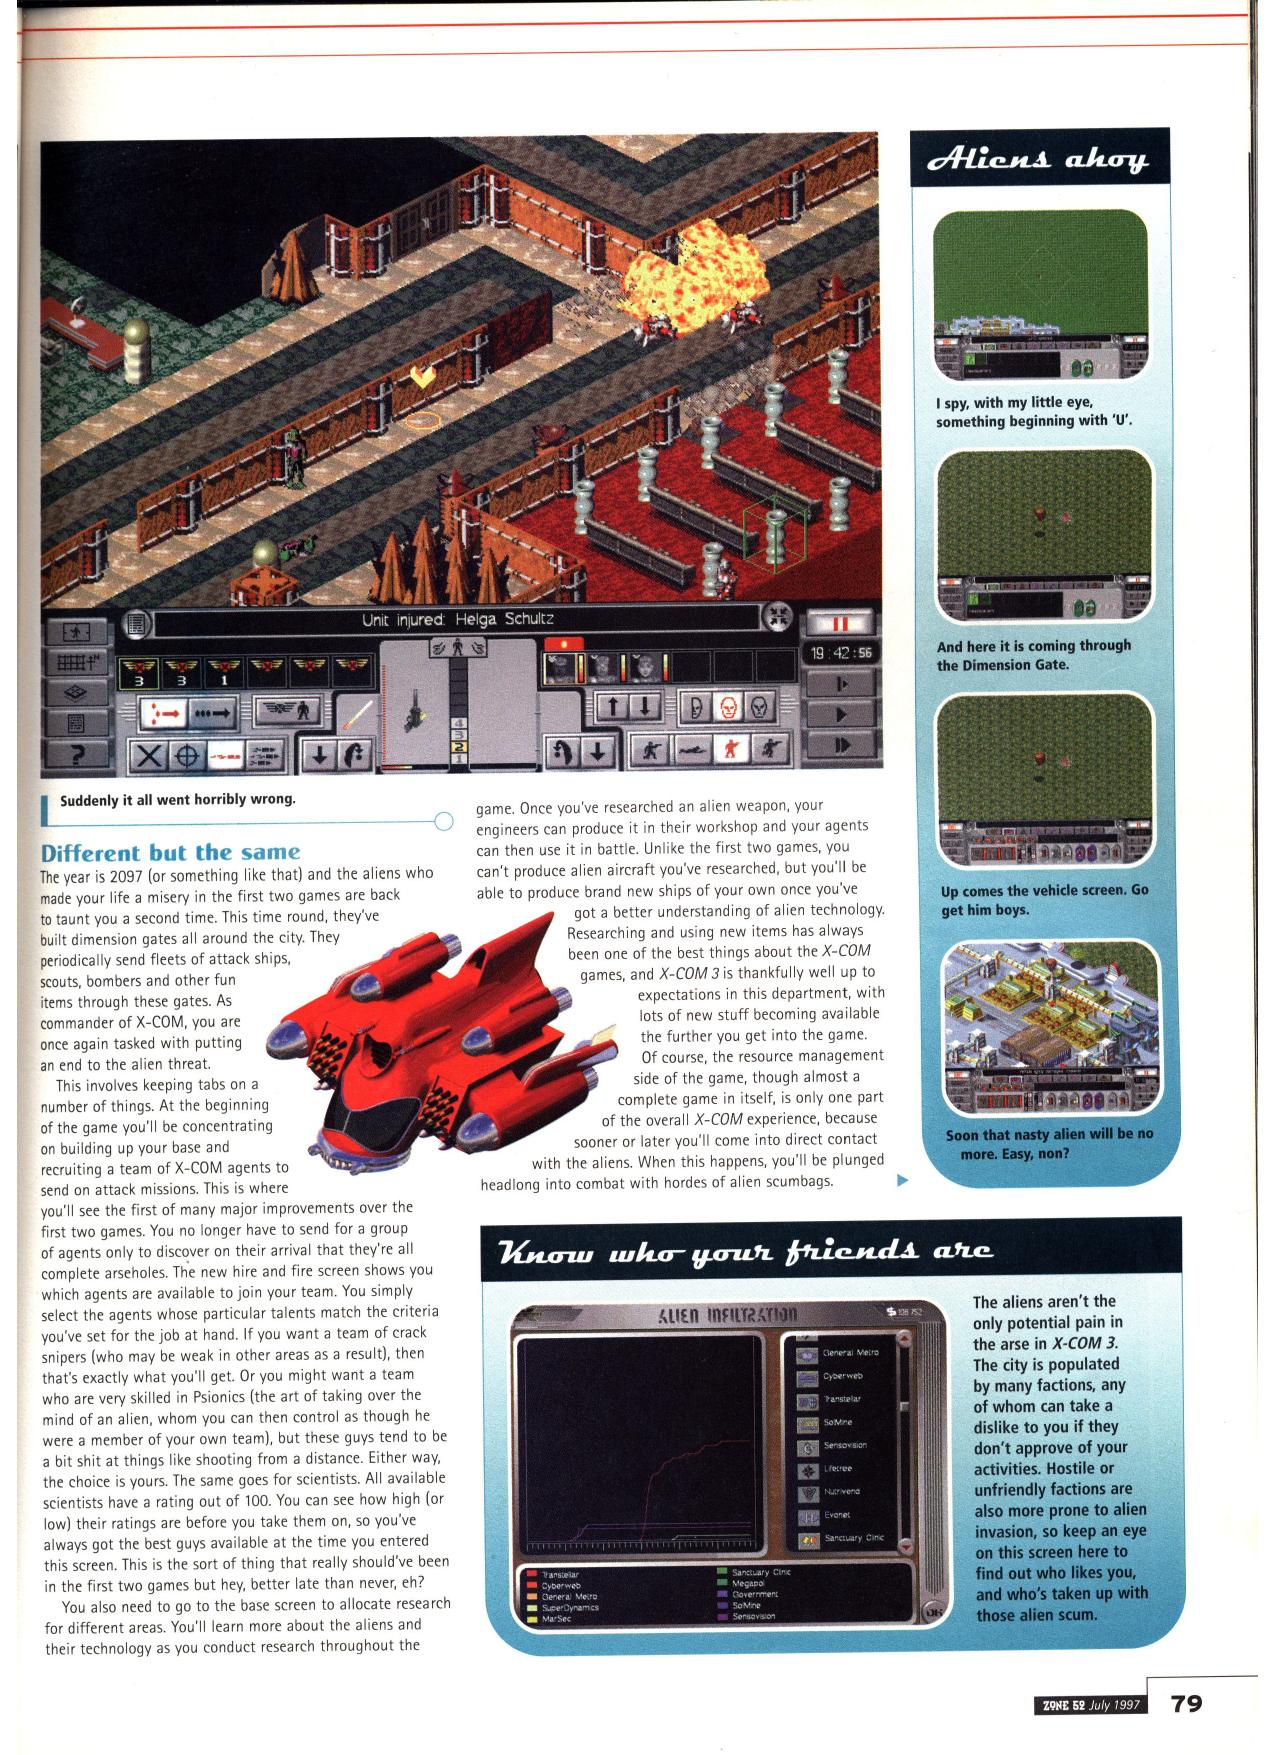 Unit injured: Helga Schultz
19:42:56
3 3 1
?
4
3
2
1
Suddenly it all went horribly wrong.
Different but the same
The year is 2097 (or something like that) and the aliens who
made your life a misery in the first two games are back
to taunt you a second time. This time round, they've
built dimension gates all around the city. They
periodically send fleets of attack ships,
scouts, bombers and other fun
items through these gates. As
commander of X-COM, you are
once again tasked with putting
an end to the alien threat.
This involves keeping tabs on a
number of things. At the beginning
of the game you'll be concentrating
on building up your base and
recruiting a team of X-COM agents to
send on attack missions. This is where
you'll see the first of many major improvements over the
first two games. You no longer have to send for a group
of agents only to discover on their arrival that they're all
complete arseholes. The new hire and fire screen shows you
which agents are available to join your team. You simply
select the agents whose particular talents match the criteria
you've set for the job at hand. If you want a team of crack
snipers (who may be weak in other areas as a result), then
that's exactly what you'll get. Or you might want a team
who are very skilled in Psionics (the art of taking over the
mind of an alien, whom you can then control as though he
were a member of your own team), but these guys tend to be
a bit shit at things like shooting from a distance. Either way,
the choice is yours. The same goes for scientists. All available
scientists have a rating out of 100. You can see how high (or
low) their ratings are before you take them on, so you've
always got the best guys available at the time you entered
this screen. This is the sort of thing that really should've been
in the first two games but hey, better late than never, eh?
You also need to go to the base screen to allocate research
for different areas. You'll learn more about the aliens and
their technology as you conduct research throughout the
game. Once you've researched an alien weapon, your
engineers can produce it in their workshop and your agents
can then use it in battle. Unlike the first two games, you
can't produce alien aircraft you've researched, but you'll be
able to produce brand new ships of your own once you've
got a better understanding of alien technology.
Researching and using new items has always
been one of the best things about the X-COM
games, and X-COM 3 is thankfully well up to
expectations in this department, with
lots of new stuff becoming available
the further you get into the game.
Of course, the resource management
side of the game, though almost a
complete game in itself, is only one part
of the overall X-COM experience, because
sooner or later you'll come into direct contact
with the aliens. When this happens, you'll be plunged
headlong into combat with hordes of alien scumbags.
Aliens ahoy
I spy, with my little eye,
something beginning with 'U'.
And here it is coming through
the Dimension Gate.
Up comes the vehicle screen. Go
get him boys.
Soon that nasty alien will be no
more. Easy, non?
Know who your friends are
ALIEN INFILTRATION
$108 752
General Metro
Cyberweb
Transtellar
SolMine
Sensovision
Lifetree
Nutrivend
Evonet
Sanctuary Clinic
Transtellar
Cyberweb
General Metro
SuperDynamics
MarSec
Sanctuary Clinic
Megapol
Government
SolMine
Sensovision
OK
The aliens aren't the
only potential pain in
the arse in X-COM 3.
The city is populated
by many factions, any
of whom can take a
dislike to you if they
don't approve of your
activities. Hostile or
unfriendly factions are
also more prone to alien
invasion, so keep an eye
on this screen here to
find out who likes you,
and who's taken up with
those alien scum.
ZONE 52 July 1997 79